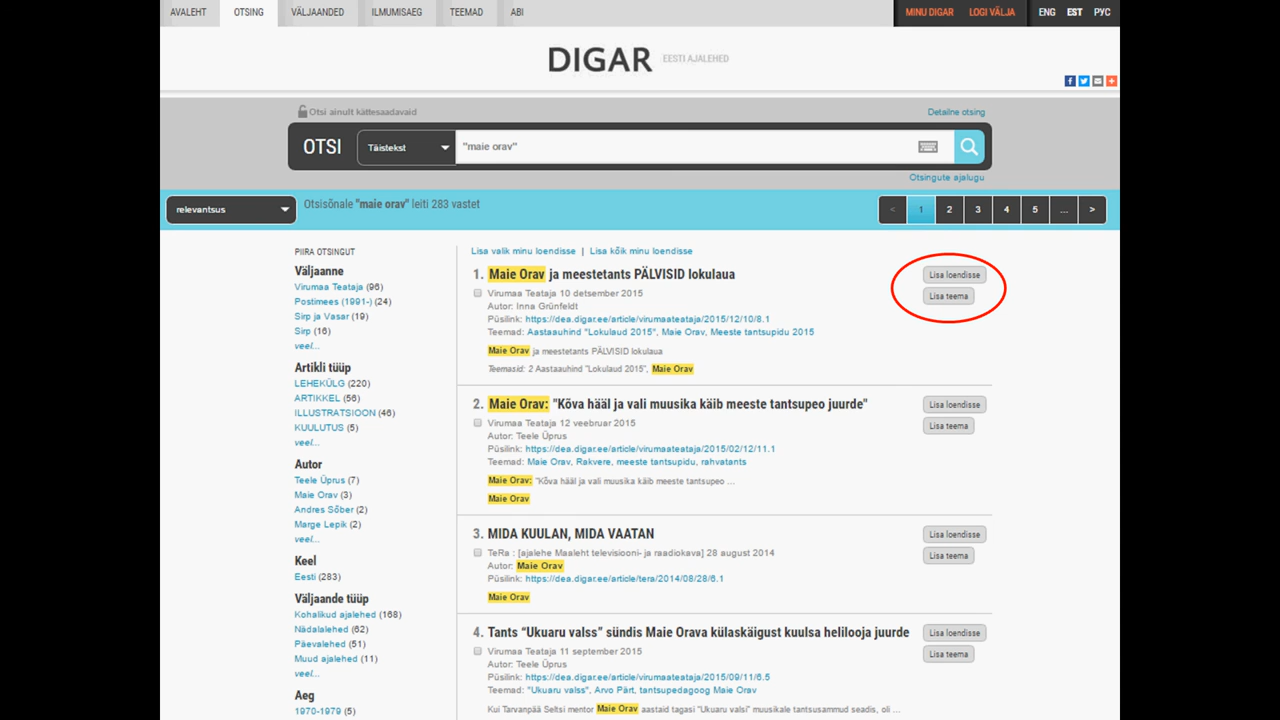 AVALEHT OTSING VÄLJAANDED ILMUMISAEG TEEMAD ABI MINU DIGAR LOGI VÄLJA ENG EST РУС
DIGAR EESTI AJALEHED
Otsi ainult kättesaadavaid Detailne otsing
OTSI Täistekst "maie orav"
Otsingute ajalugu
relevantsus Otsisõnale "maie orav" leiti 283 vastet < 1 2 3 4 5 ... >
PIIRA OTSINGUT
Väljaanne
Virumaa Teataja (96)
Postimees (1991-) (24)
Sirp ja Vasar (19)
Sirp (16)
veel...
Artikli tüüp
LEHEKÜLG (220)
ARTIKKEL (56)
ILLUSTRATSIOON (46)
KUULUTUS (5)
veel...
Autor
Teele Üprus (7)
Maie Orav (3)
Andres Sõber (2)
Marge Lepik (2)
veel...
Keel
Eesti (283)
Väljaande tüüp
Kohalikud ajalehed (168)
Nädalalehed (62)
Päevalehed (51)
Muud ajalehed (11)
veel...
Aeg
1970-1979 (5)
Lisa valik minu loendisse | Lisa kõik minu loendisse
1. Maie Orav ja meestetants PÄLVISID lokulaua Lisa loendisse
Virumaa Teataja 10 detsember 2015 Lisa teema
Autor: Inna Grünfeldt
Püsilink: https://dea.digar.ee/article/virumaateataja/2015/12/10/8.1
Teemad: Aastaauhind "Lokulaud 2015", Maie Orav, Meeste tantsupidu 2015
Maie Orav ja meestetants PÄLVISID lokulaua
Teemasid: 2 Aastaauhind "Lokulaud 2015", Maie Orav
2. Maie Orav: "Kõva hääl ja vali muusika käib meeste tantsupeo juurde" Lisa loendisse
Virumaa Teataja 12 veebruar 2015 Lisa teema
Autor: Teele Üprus
Püsilink: https://dea.digar.ee/article/virumaateataja/2015/02/12/11.1
Teemad: Maie Orav, Rakvere, meeste tantsupidu, rahvatants
Maie Orav: "Kõva hääl ja vali muusika käib meeste tantsupeo ...
Maie Orav
3. MIDA KUULAN, MIDA VAATAN Lisa loendisse
TeRa : [ajalehe Maaleht televisiooni- ja raadiokava] 28 august 2014 Lisa teema
Autor: Maie Orav
Püsilink: https://dea.digar.ee/article/tera/2014/08/28/6.1
Maie Orav
4. Tants “Ukuaru valss” sündis Maie Orava külaskäigust kuulsa helilooja juurde Lisa loendisse
Virumaa Teataja 11 september 2015 Lisa teema
Autor: Teele Üprus
Püsilink: https://dea.digar.ee/article/virumaateataja/2015/09/11/6.5
Teemad: "Ukuaru valss", Arvo Pärt, tantsupedagoog Maie Orav
Kui Tarvanpää Seltsi mentor Maie Orav aastaid tagasi "Ukuaru valsi" muusikale tantsusammud seadis, oli ...